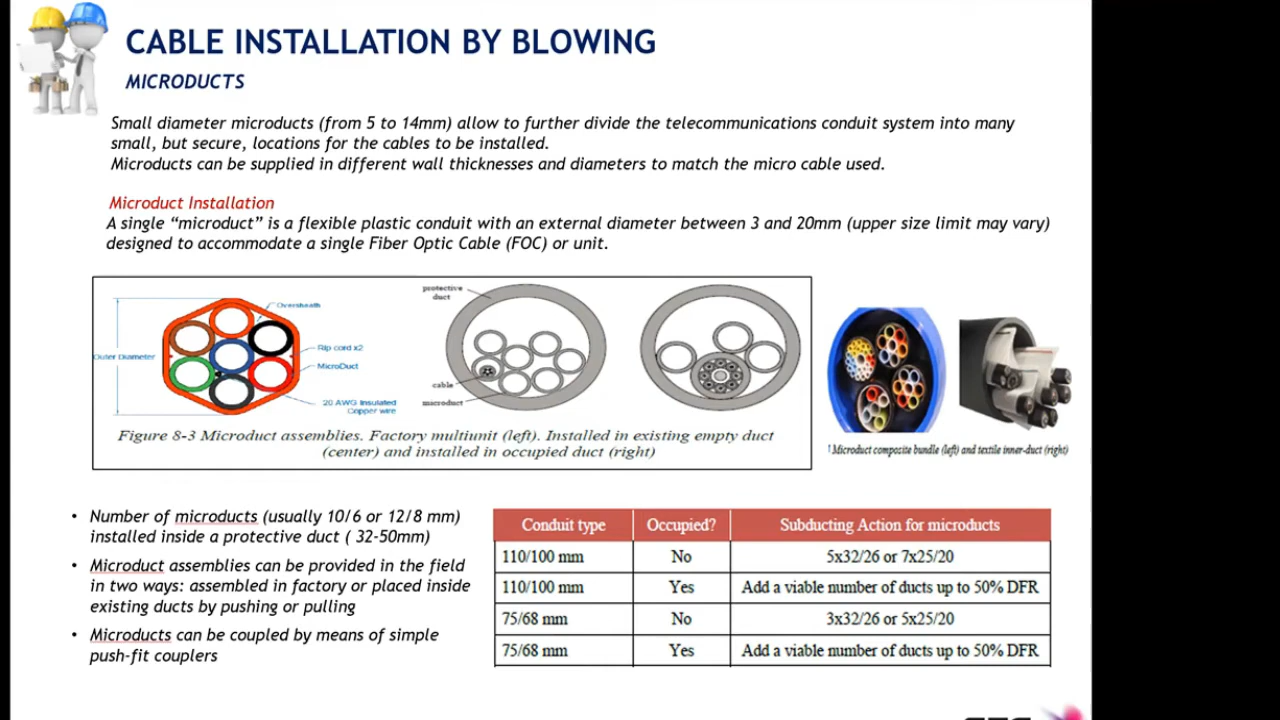 CABLE INSTALLATION BY BLOWING
MICRODUCTS
Small diameter microducts (from 5 to 14mm) allow to further divide the telecommunications conduit system into many
small, but secure, locations for the cables to be installed.
Microducts can be supplied in different wall thicknesses and diameters to match the micro cable used.
Microduct Installation
A single “microduct” is a flexible plastic conduit with an external diameter between 3 and 20mm (upper size limit may vary)
designed to accommodate a single Fiber Optic Cable (FOC) or unit.
Oversheath
Outer Diameter
Rip cord x2
MicroDuct
20 AWG Insulated
Copper wire
protective
duct
cable
microduct
Figure 8-3 Microduct assemblies. Factory multiunit (left). Installed in existing empty duct
(center) and installed in occupied duct (right)
Microduct composite bundle (left) and textile inner-duct (right)
• Number of microducts (usually 10/6 or 12/8 mm)
installed inside a protective duct ( 32-50mm)
• Microduct assemblies can be provided in the field
in two ways: assembled in factory or placed inside
existing ducts by pushing or pulling
• Microducts can be coupled by means of simple
push-fit couplers
Conduit type Occupied? Subducting Action for microducts
110/100 mm No 5x32/26 or 7x25/20
110/100 mm Yes Add a viable number of ducts up to 50% DFR
75/68 mm No 3x32/26 or 5x25/20
75/68 mm Yes Add a viable number of ducts up to 50% DFR